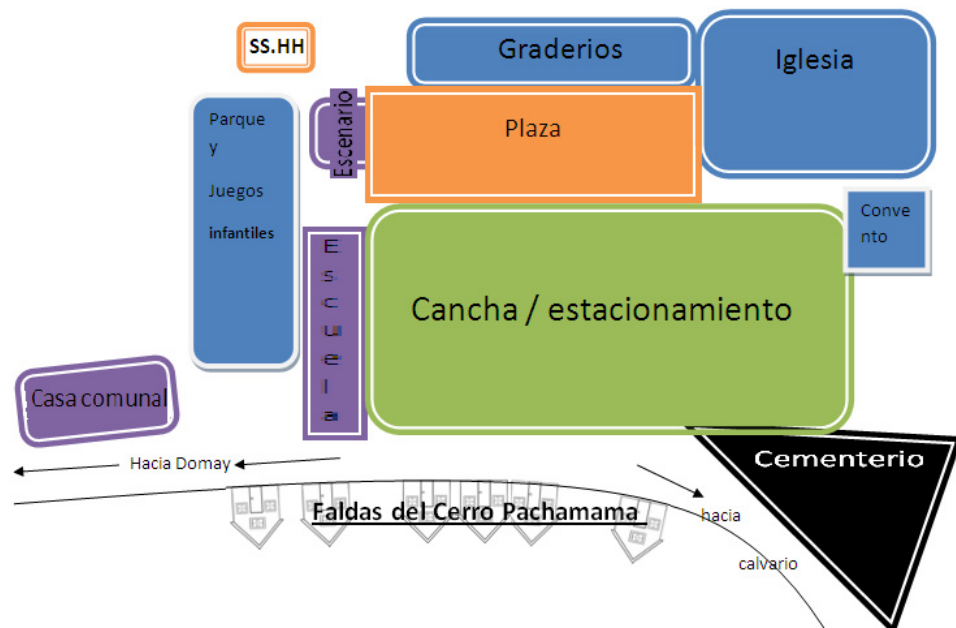 SS.HH
Graderios
Iglesia
Parque
y
Juegos
infantiles
Escenario
Plaza
Conve
nto
Escuela
Cancha / estacionamiento
Casa comunal
Cementerio
Hacia Domay
Faldas del Cerro Pachamama
hacia
calvario